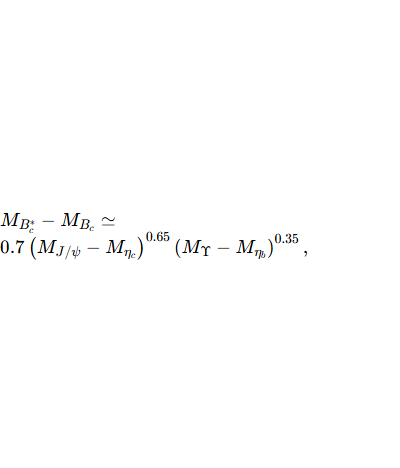 $M_{B_c^*} - M_{B_c} \simeq$
$0.7 \left( M_{J/\psi} - M_{\eta_c} \right)^{0.65} \left( M_{\Upsilon} - M_{\eta_b} \right)^{0.35},$